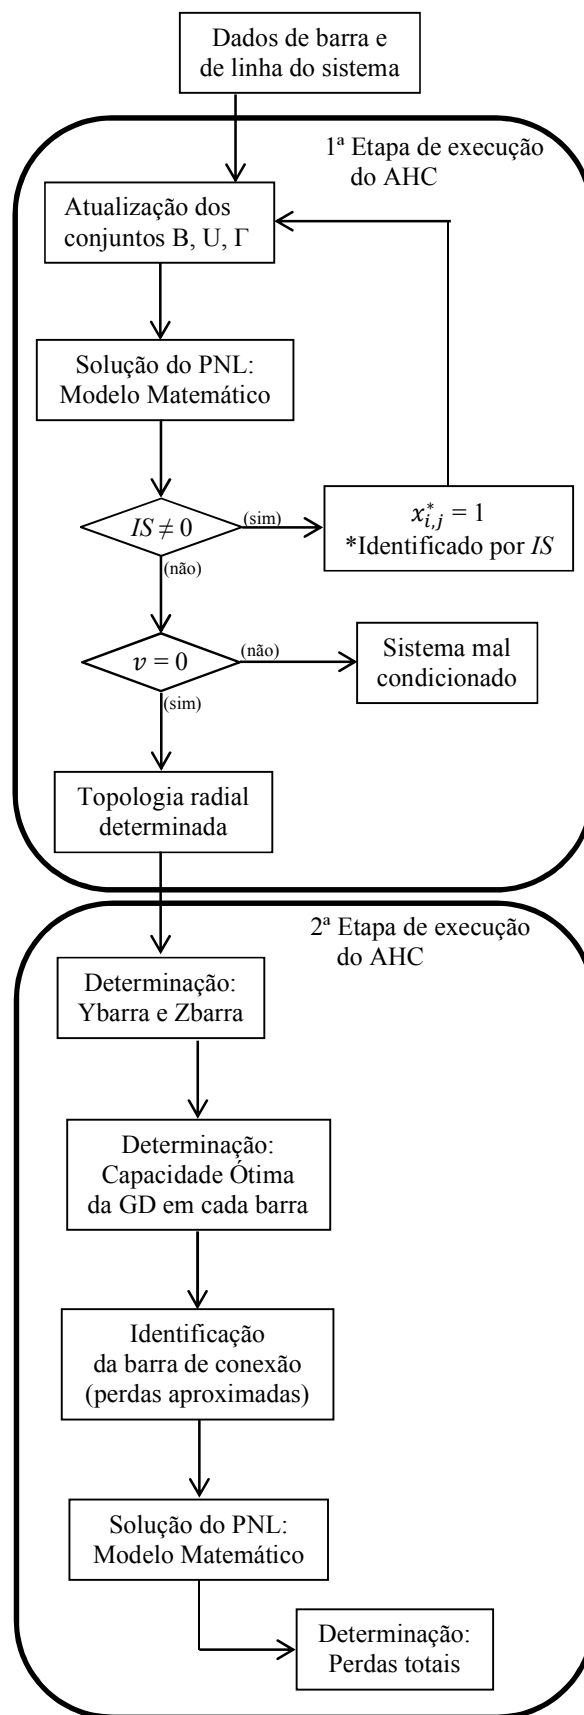 Dados de barra e
de linha do sistema
1ª Etapa de execução
do AHC
Atualização dos
conjuntos B, U, Γ
Solução do PNL:
Modelo Matemático
IS ≠ 0
(sim)
x*i,j = 1
*Identificado por IS
(não)
v = 0
(não)
Sistema mal
condicionado
(sim)
Topologia radial
determinada
2ª Etapa de execução
do AHC
Determinação:
Ybarra e Zbarra
Determinação:
Capacidade Ótima
da GD em cada barra
Identificação
da barra de conexão
(perdas aproximadas)
Solução do PNL:
Modelo Matemático
Determinação:
Perdas totais